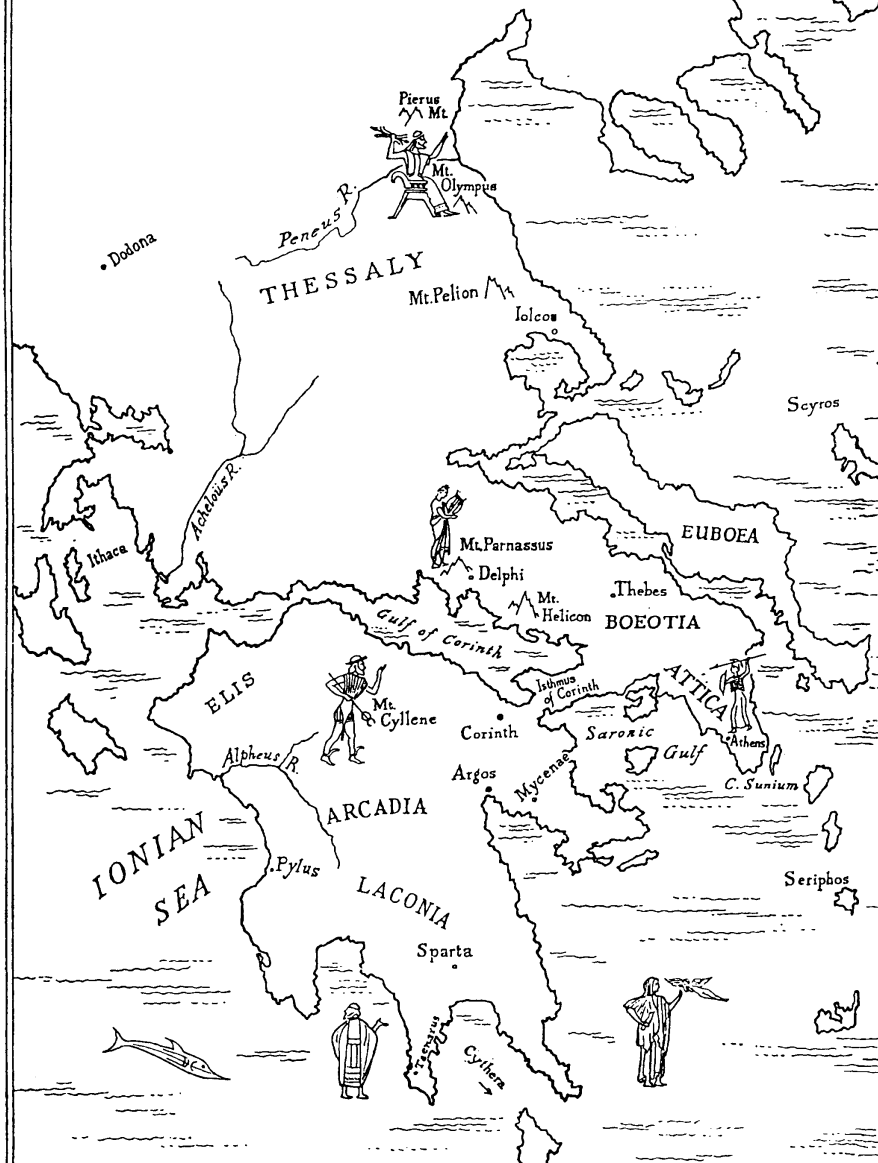 Pierus
Mt.
Mt.
Olympus
Peneus R.
Dodona
THESSALY
Mt. Pelion
Iolcos
Scyros
Acheloüs R.
EUBOEA
Ithaca
Mt. Parnassus
Delphi
Thebes
Mt.
Helicon
BOEOTIA
Gulf of Corinth
Isthmus
of Corinth
ATTICA
ELIS
Mt.
Cyllene
Corinth
Saronic
Gulf
Athens
Alpheus R.
Argos
Mycenae
C. Sunium
ARCADIA
IONIAN
SEA
Pylus
LACONIA
Seriphos
Sparta
Taenarus
Cythera